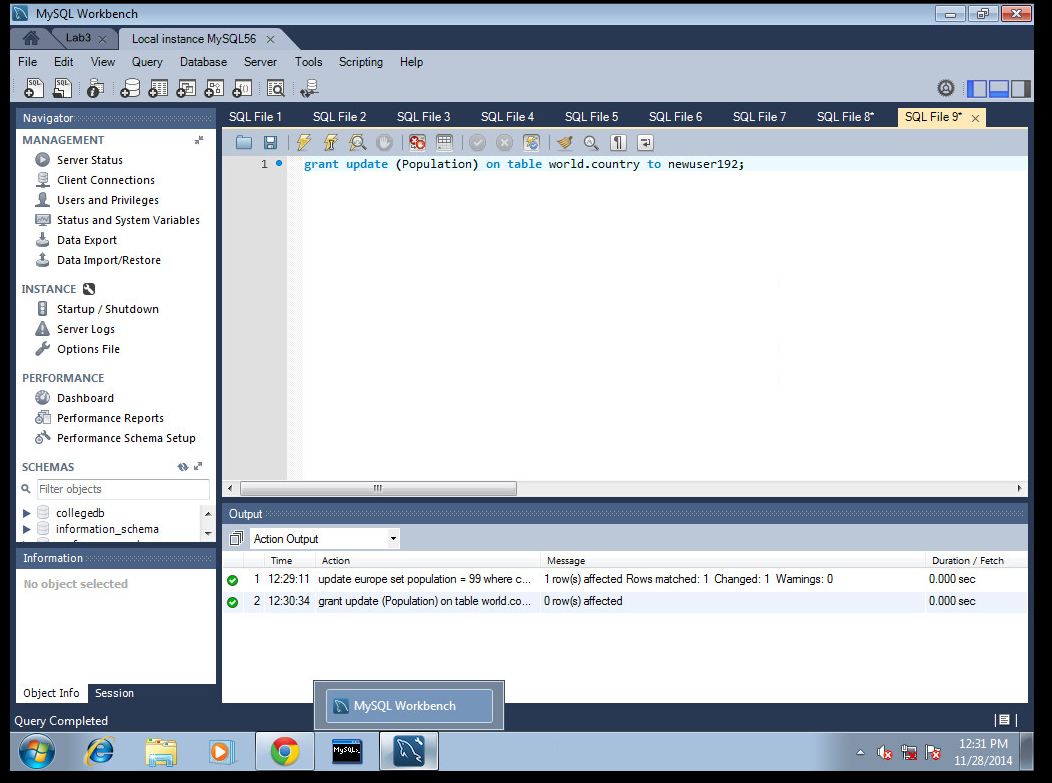 MySQL Workbench
Lab3
Local instance MySQL56
File Edit View Query Database Server Tools Scripting Help
Navigator
SQL File 1 SQL File 2 SQL File 3 SQL File 4 SQL File 5 SQL File 6 SQL File 7 SQL File 8* SQL File 9*
MANAGEMENT
Server Status
Client Connections
Users and Privileges
Status and System Variables
Data Export
Data Import/Restore
INSTANCE
Startup / Shutdown
Server Logs
Options File
PERFORMANCE
Dashboard
Performance Reports
Performance Schema Setup
SCHEMAS
Filter objects
collegedb
information_schema
Information
No object selected
Object Info Session
1 grant update (Population) on table world.country to newuser192;
Output
Action Output
Time Action Message Duration / Fetch
1 12:29:11 update europe set population = 99 where c... 1 row(s) affected Rows matched: 1 Changed: 1 Warnings: 0 0.000 sec
2 12:30:34 grant update (Population) on table world.co... 0 row(s) affected 0.000 sec
MySQL Workbench
Query Completed
12:31 PM
11/28/2014